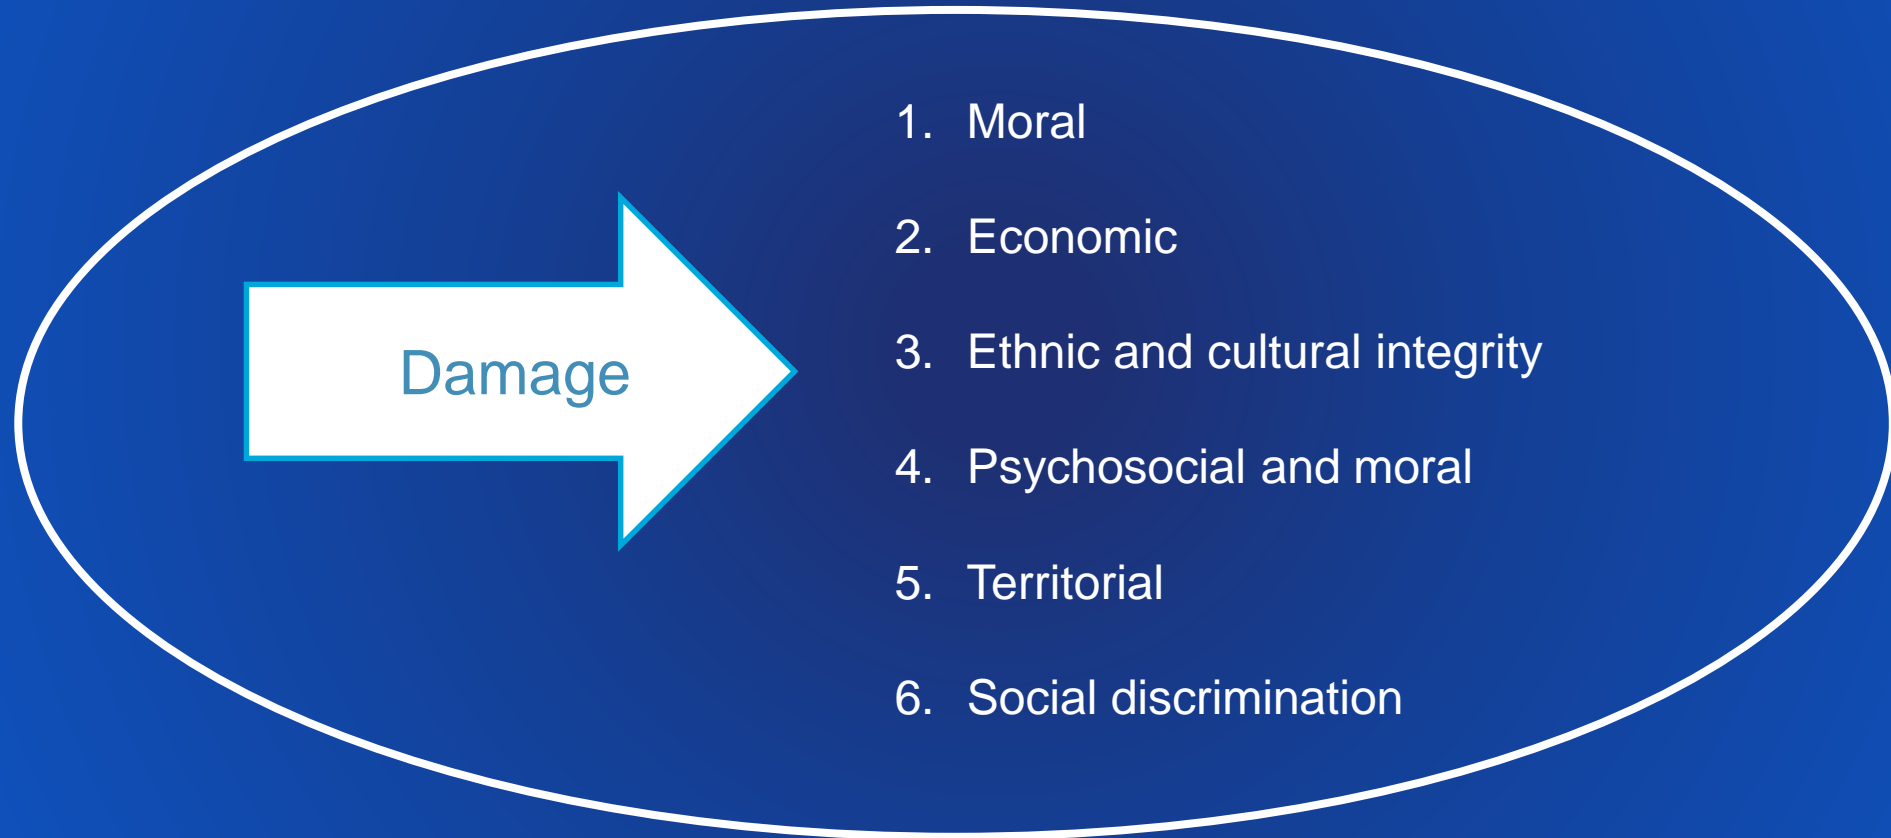 Damage
1. Moral
2. Economic
3. Ethnic and cultural integrity
4. Psychosocial and moral
5. Territorial
6. Social discrimination